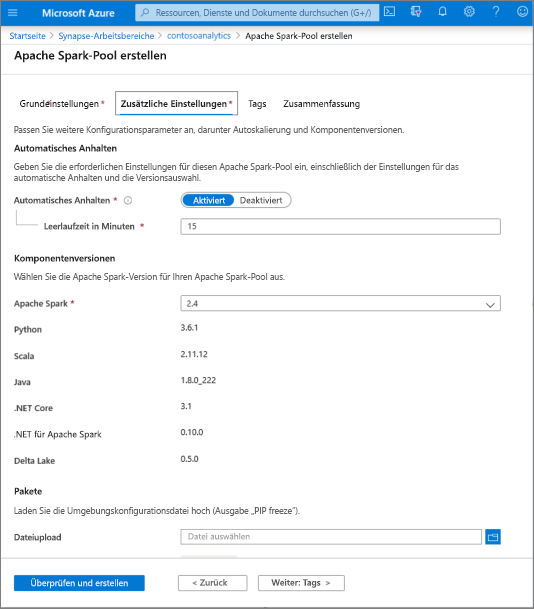 Microsoft Azure
Ressourcen, Dienste und Dokumente durchsuchen (G+/)
Startseite > Synapse-Arbeitsbereiche > contosoanalytics > Apache Spark-Pool erstellen
Apache Spark-Pool erstellen
Grundeinstellungen * Zusätzliche Einstellungen * Tags Zusammenfassung
Passen Sie weitere Konfigurationsparameter an, darunter Autoskalierung und Komponentenversionen.
Automatisches Anhalten
Geben Sie die erforderlichen Einstellungen für diesen Apache Spark-Pool ein, einschließlich der Einstellungen für das
automatische Anhalten und die Versionsauswahl.
Automatisches Anhalten * Aktiviert Deaktiviert
Leerlaufzeit in Minuten * 15
Komponentenversionen
Wählen Sie die Apache Spark-Version für Ihren Apache Spark-Pool aus.
Apache Spark * 2.4
Python 3.6.1
Scala 2.11.12
Java 1.8.0_222
.NET Core 3.1
.NET für Apache Spark 0.10.0
Delta Lake 0.5.0
Pakete
Laden Sie die Umgebungskonfigurationsdatei hoch (Ausgabe „PIP freeze“).
Dateiupload Datei auswählen
Überprüfen und erstellen < Zurück Weiter: Tags >